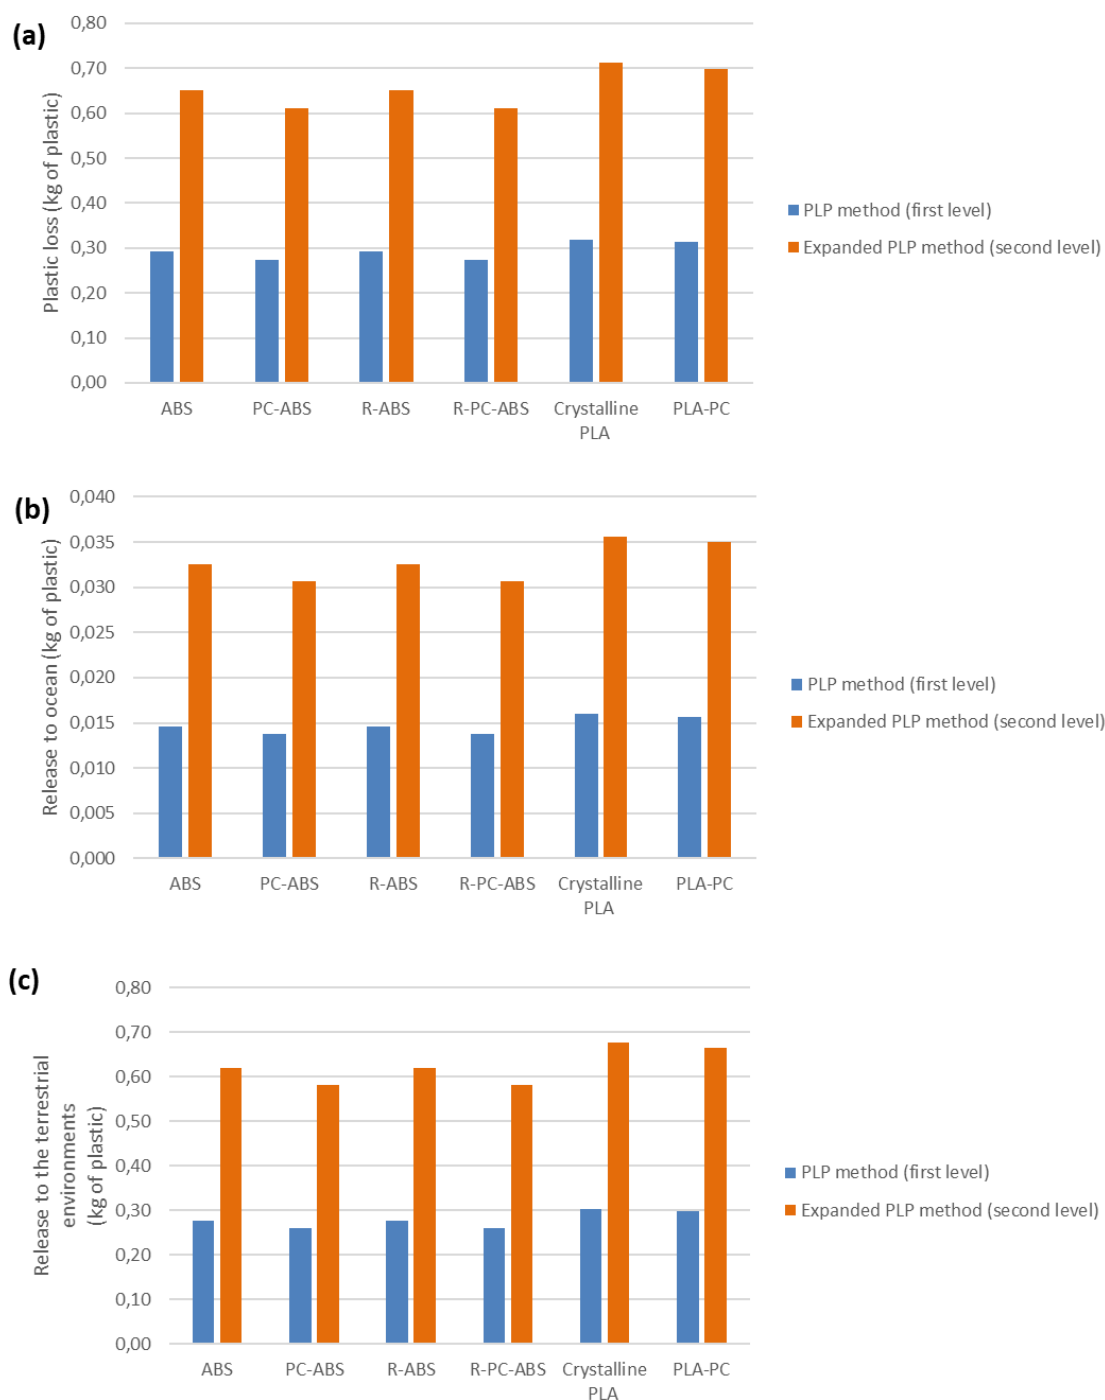 (a)
Plastic loss (kg of plastic)
0,80
0,70
0,60
0,50
0,40
0,30
0,20
0,10
0,00
ABS
PC-ABS
R-ABS
R-PC-ABS
Crystalline
PLA
PLA-PC
PLP method (first level)
Expanded PLP method (second level)
(b)
Release to ocean (kg of plastic)
0,040
0,035
0,030
0,025
0,020
0,015
0,010
0,005
0,000
ABS
PC-ABS
R-ABS
R-PC-ABS
Crystalline
PLA
PLA-PC
PLP method (first level)
Expanded PLP method (second level)
(c)
Release to the terrestrial
environments
(kg of plastic)
0,80
0,70
0,60
0,50
0,40
0,30
0,20
0,10
0,00
ABS
PC-ABS
R-ABS
R-PC-ABS
Crystalline
PLA
PLA-PC
PLP method (first level)
Expanded PLP method (second level)